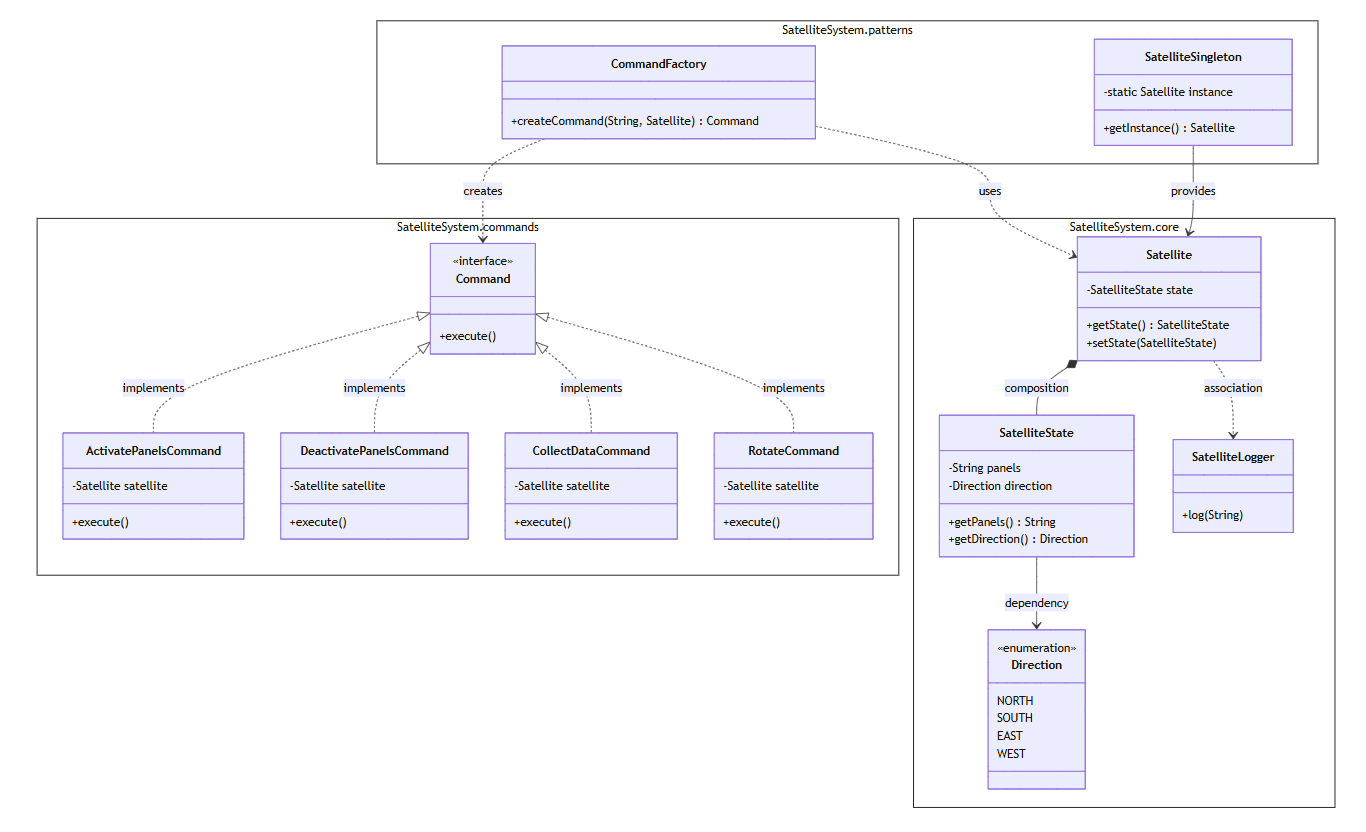 SatelliteSystem.patterns
CommandFactory
+createCommand(String, Satellite) : Command
SatelliteSingleton
-static Satellite instance
+getInstance() : Satellite
creates
uses
provides
SatelliteSystem.commands
«interface»
Command
+execute()
implements
implements
implements
implements
ActivatePanelsCommand
-Satellite satellite
+execute()
DeactivatePanelsCommand
-Satellite satellite
+execute()
CollectDataCommand
-Satellite satellite
+execute()
RotateCommand
-Satellite satellite
+execute()
SatelliteSystem.core
Satellite
-SatelliteState state
+getState() : SatelliteState
+setState(SatelliteState)
composition
association
SatelliteState
-String panels
-Direction direction
+getPanels() : String
+getDirection() : Direction
SatelliteLogger
+log(String)
dependency
«enumeration»
Direction
NORTH
SOUTH
EAST
WEST